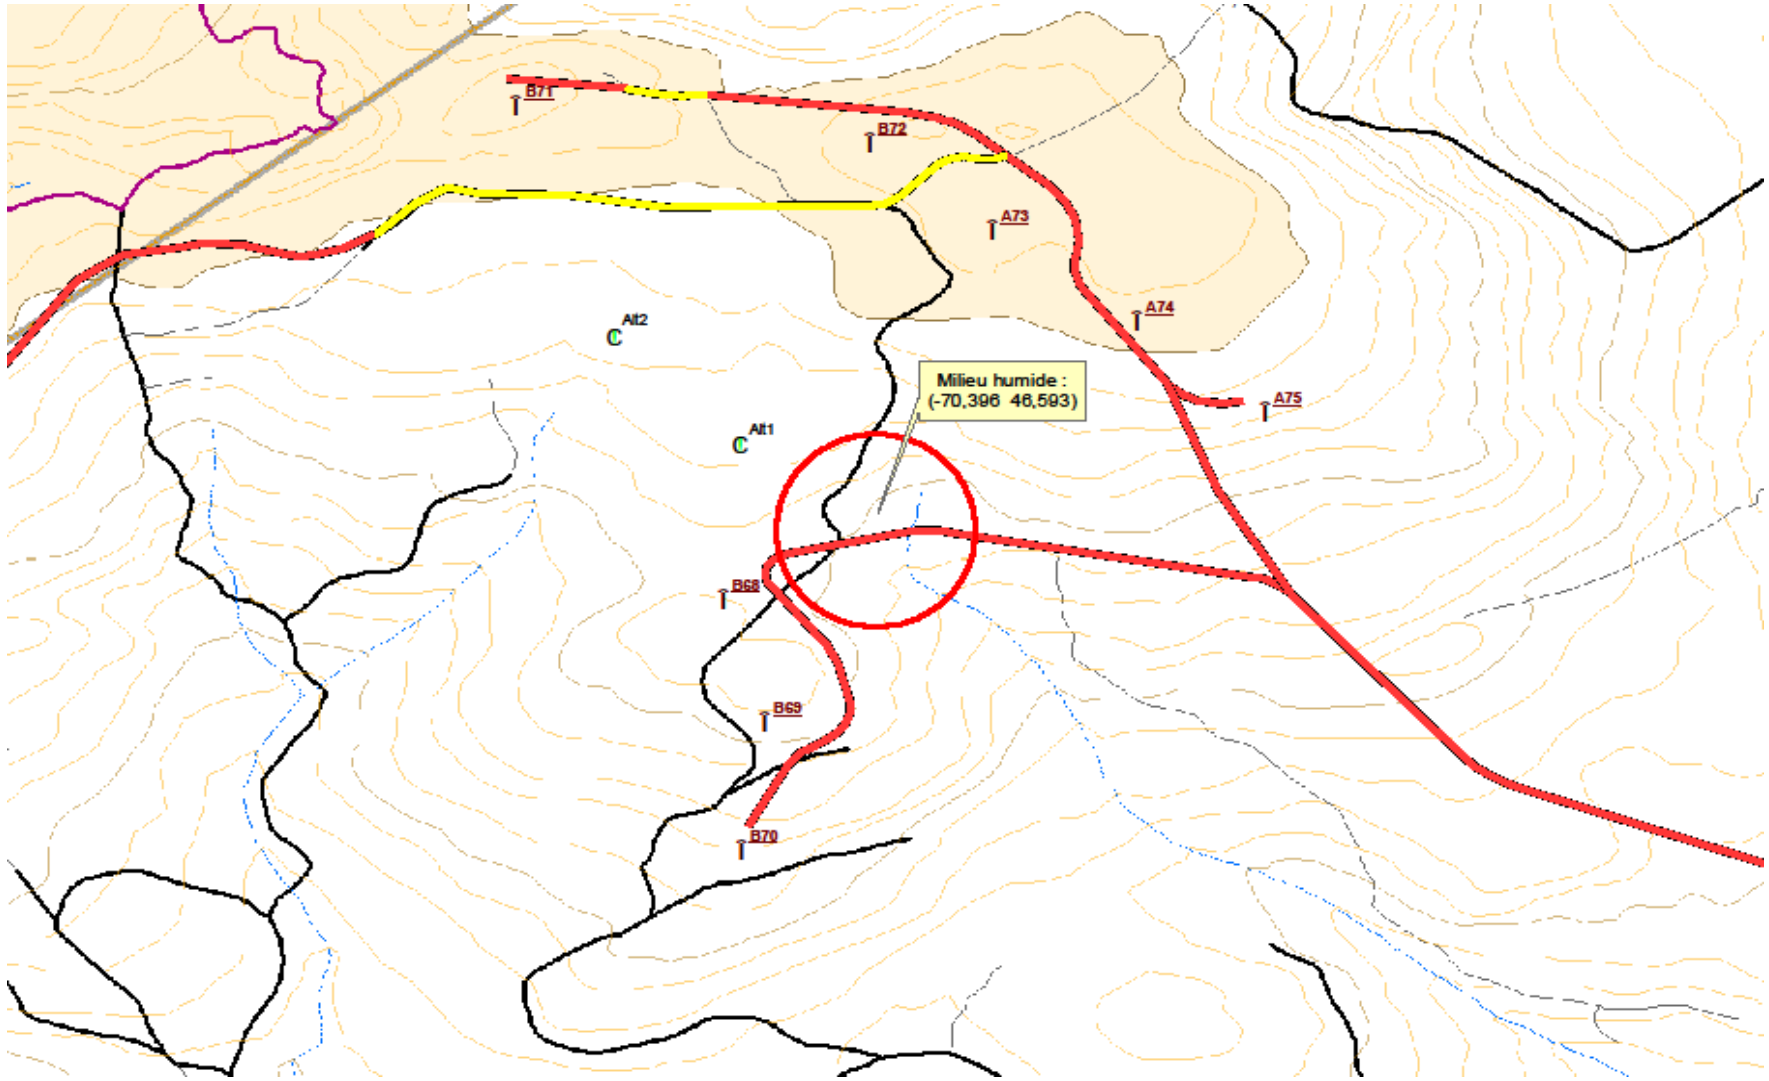 B71
B72
A73
A74
Alt2
Milieu humide :
(-70,396 46,593)
A75
Alt1
B68
B69
B70